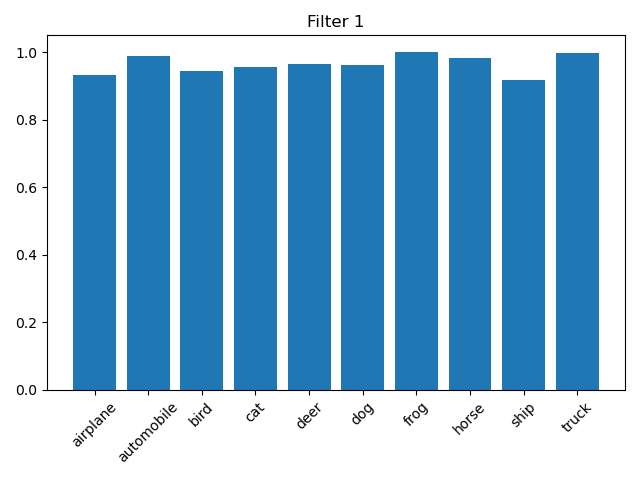 Filter 1
1.0
0.8
0.6
0.4
0.2
0.0
airplane
automobile
bird
cat
deer
dog
frog
horse
ship
truck